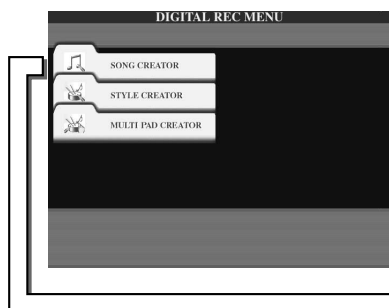 DIGITAL REC MENU
SONG CREATOR
STYLE CREATOR
MULTI PAD CREATOR